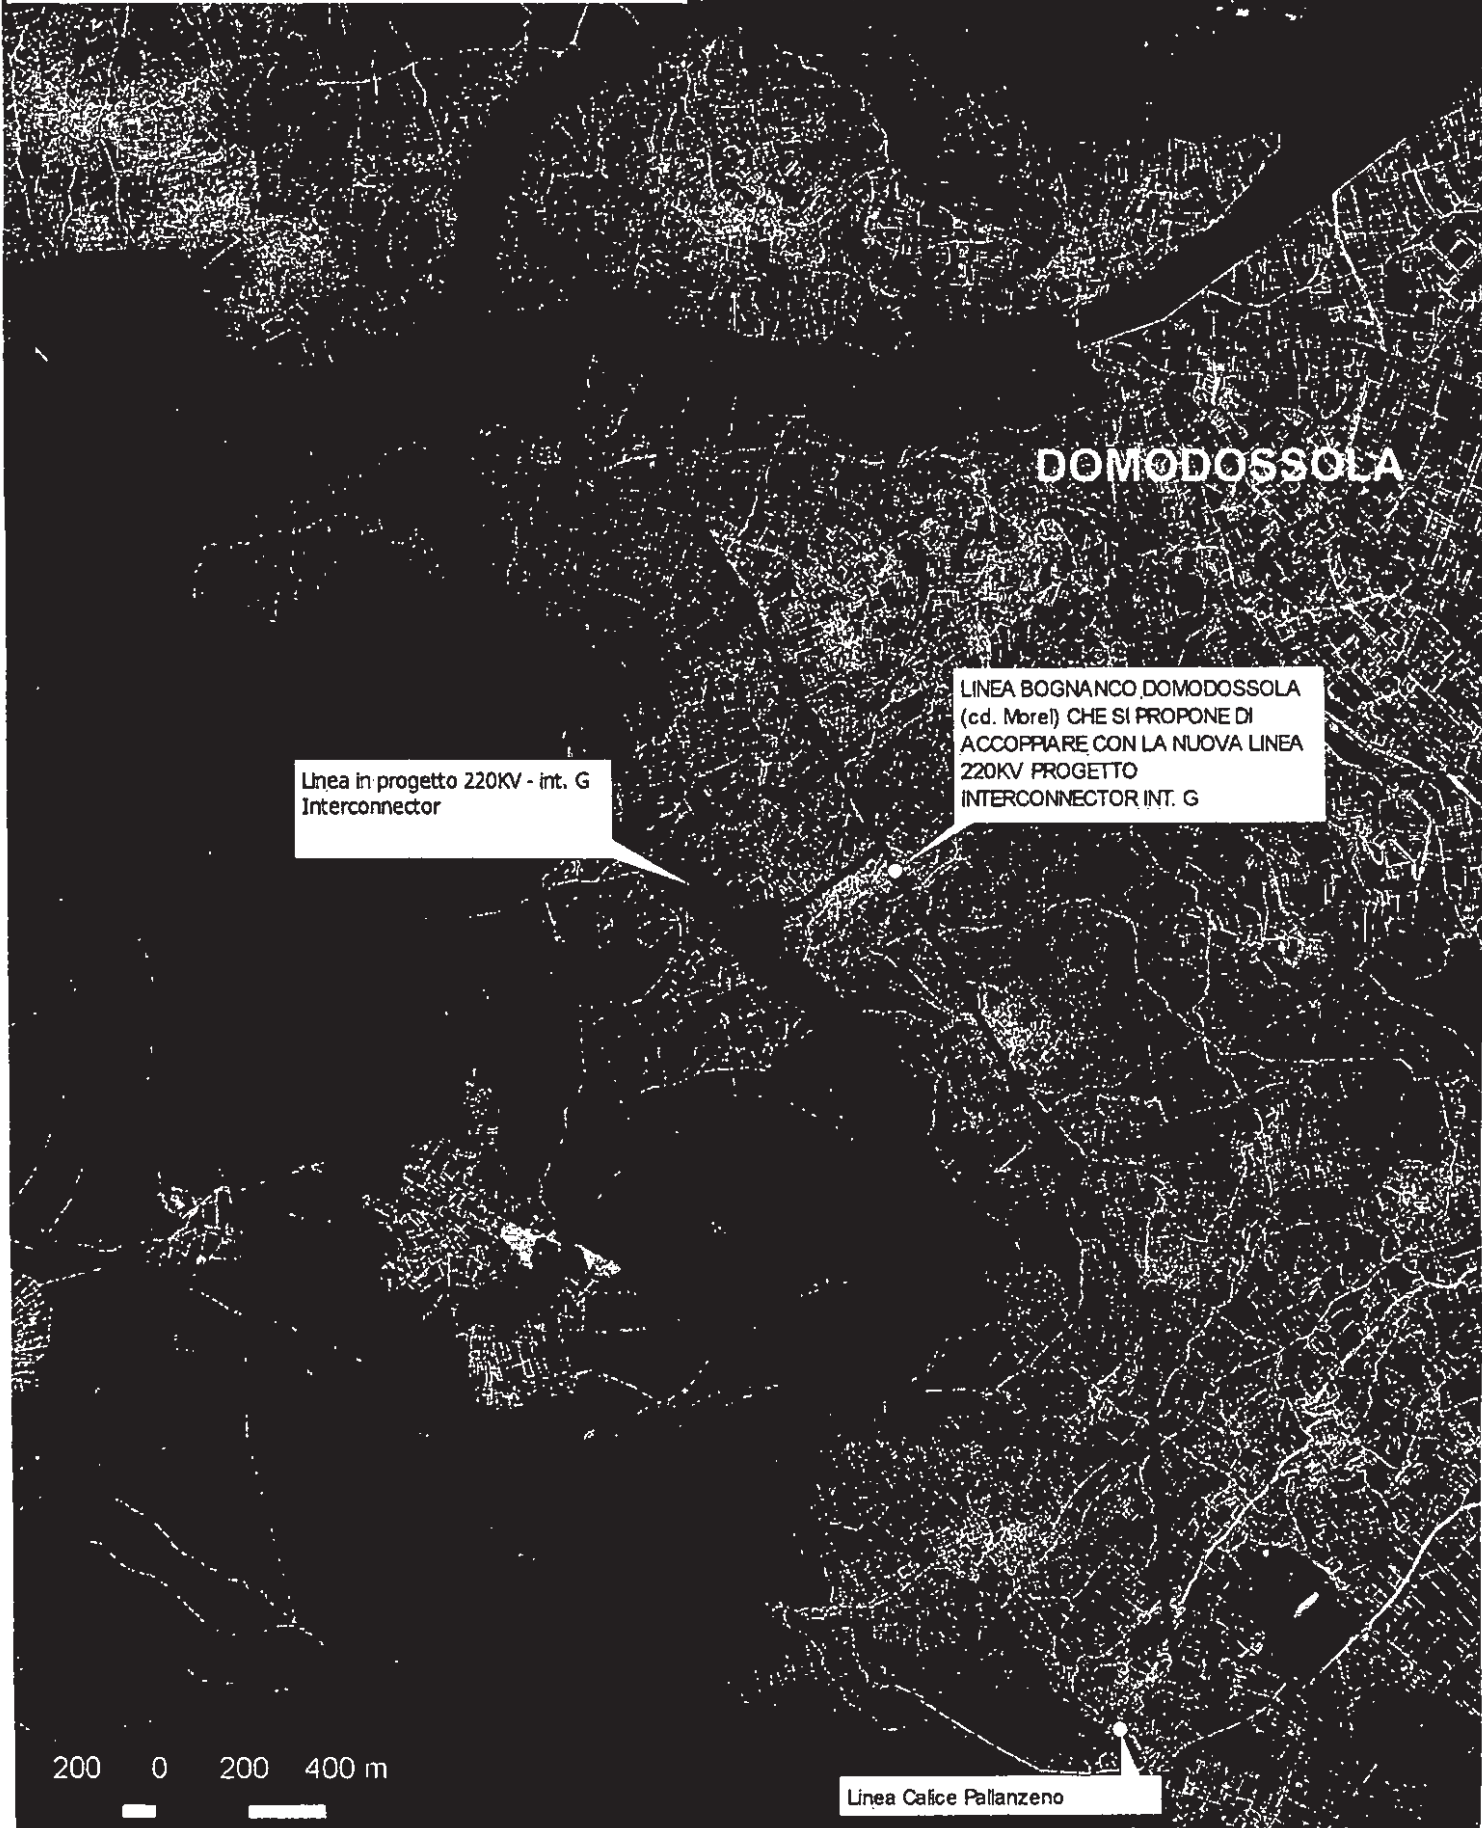 DOMODOSSOLA
LINEA BOGNANCO DOMODOSSOLA
(cd. Morel) CHE SI PROPONE DI
ACCOPPIARE CON LA NUOVA LINEA
220KV PROGETTO
INTERCONNECTOR INT. G
Linea in progetto 220KV - int. G
Interconnector
200 0 200 400 m
Linea Calice Pallanzeno